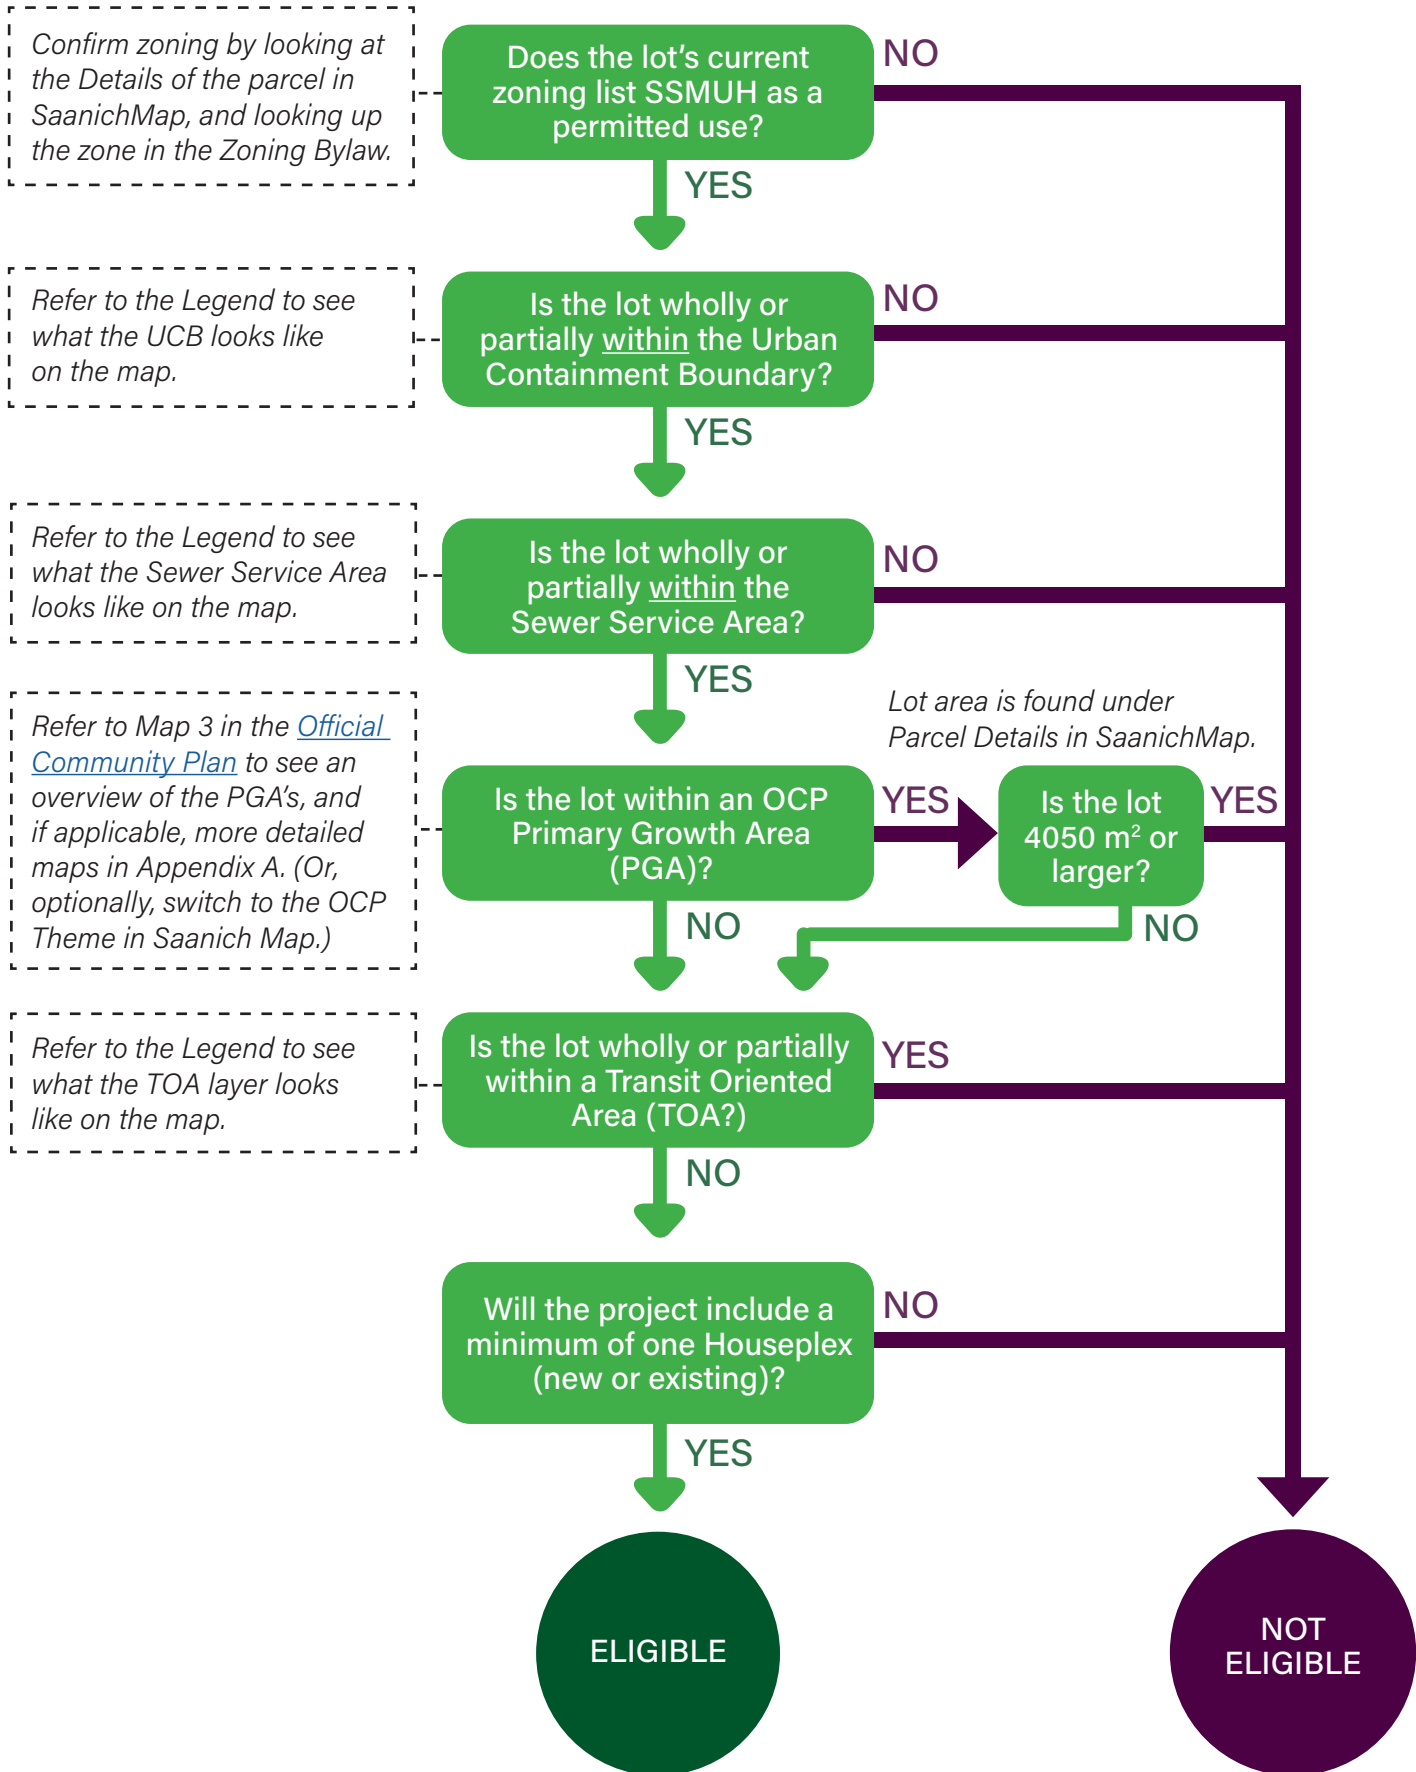 Confirm zoning by looking at
the Details of the parcel in
SaanichMap, and looking up
the zone in the Zoning Bylaw.
Does the lot's current
zoning list SSMUH as a
permitted use?
NO
YES
Refer to the Legend to see
what the UCB looks like
on the map.
Is the lot wholly or
partially within the Urban
Containment Boundary?
NO
YES
Refer to the Legend to see
what the Sewer Service Area
looks like on the map.
Is the lot wholly or
partially within the
Sewer Service Area?
NO
YES
Refer to Map 3 in the Official
Community Plan to see an
overview of the PGA's, and
if applicable, more detailed
maps in Appendix A. (Or,
optionally, switch to the OCP
Theme in Saanich Map.)
Is the lot within an OCP
Primary Growth Area
(PGA)?
YES
Lot area is found under
Parcel Details in SaanichMap.
Is the lot
4050 m² or
larger?
YES
NO
NO
Refer to the Legend to see
what the TOA layer looks
like on the map.
Is the lot wholly or partially
within a Transit Oriented
Area (TOA?)
YES
NO
Will the project include a
minimum of one Houseplex
(new or existing)?
NO
YES
ELIGIBLE
NOT
ELIGIBLE